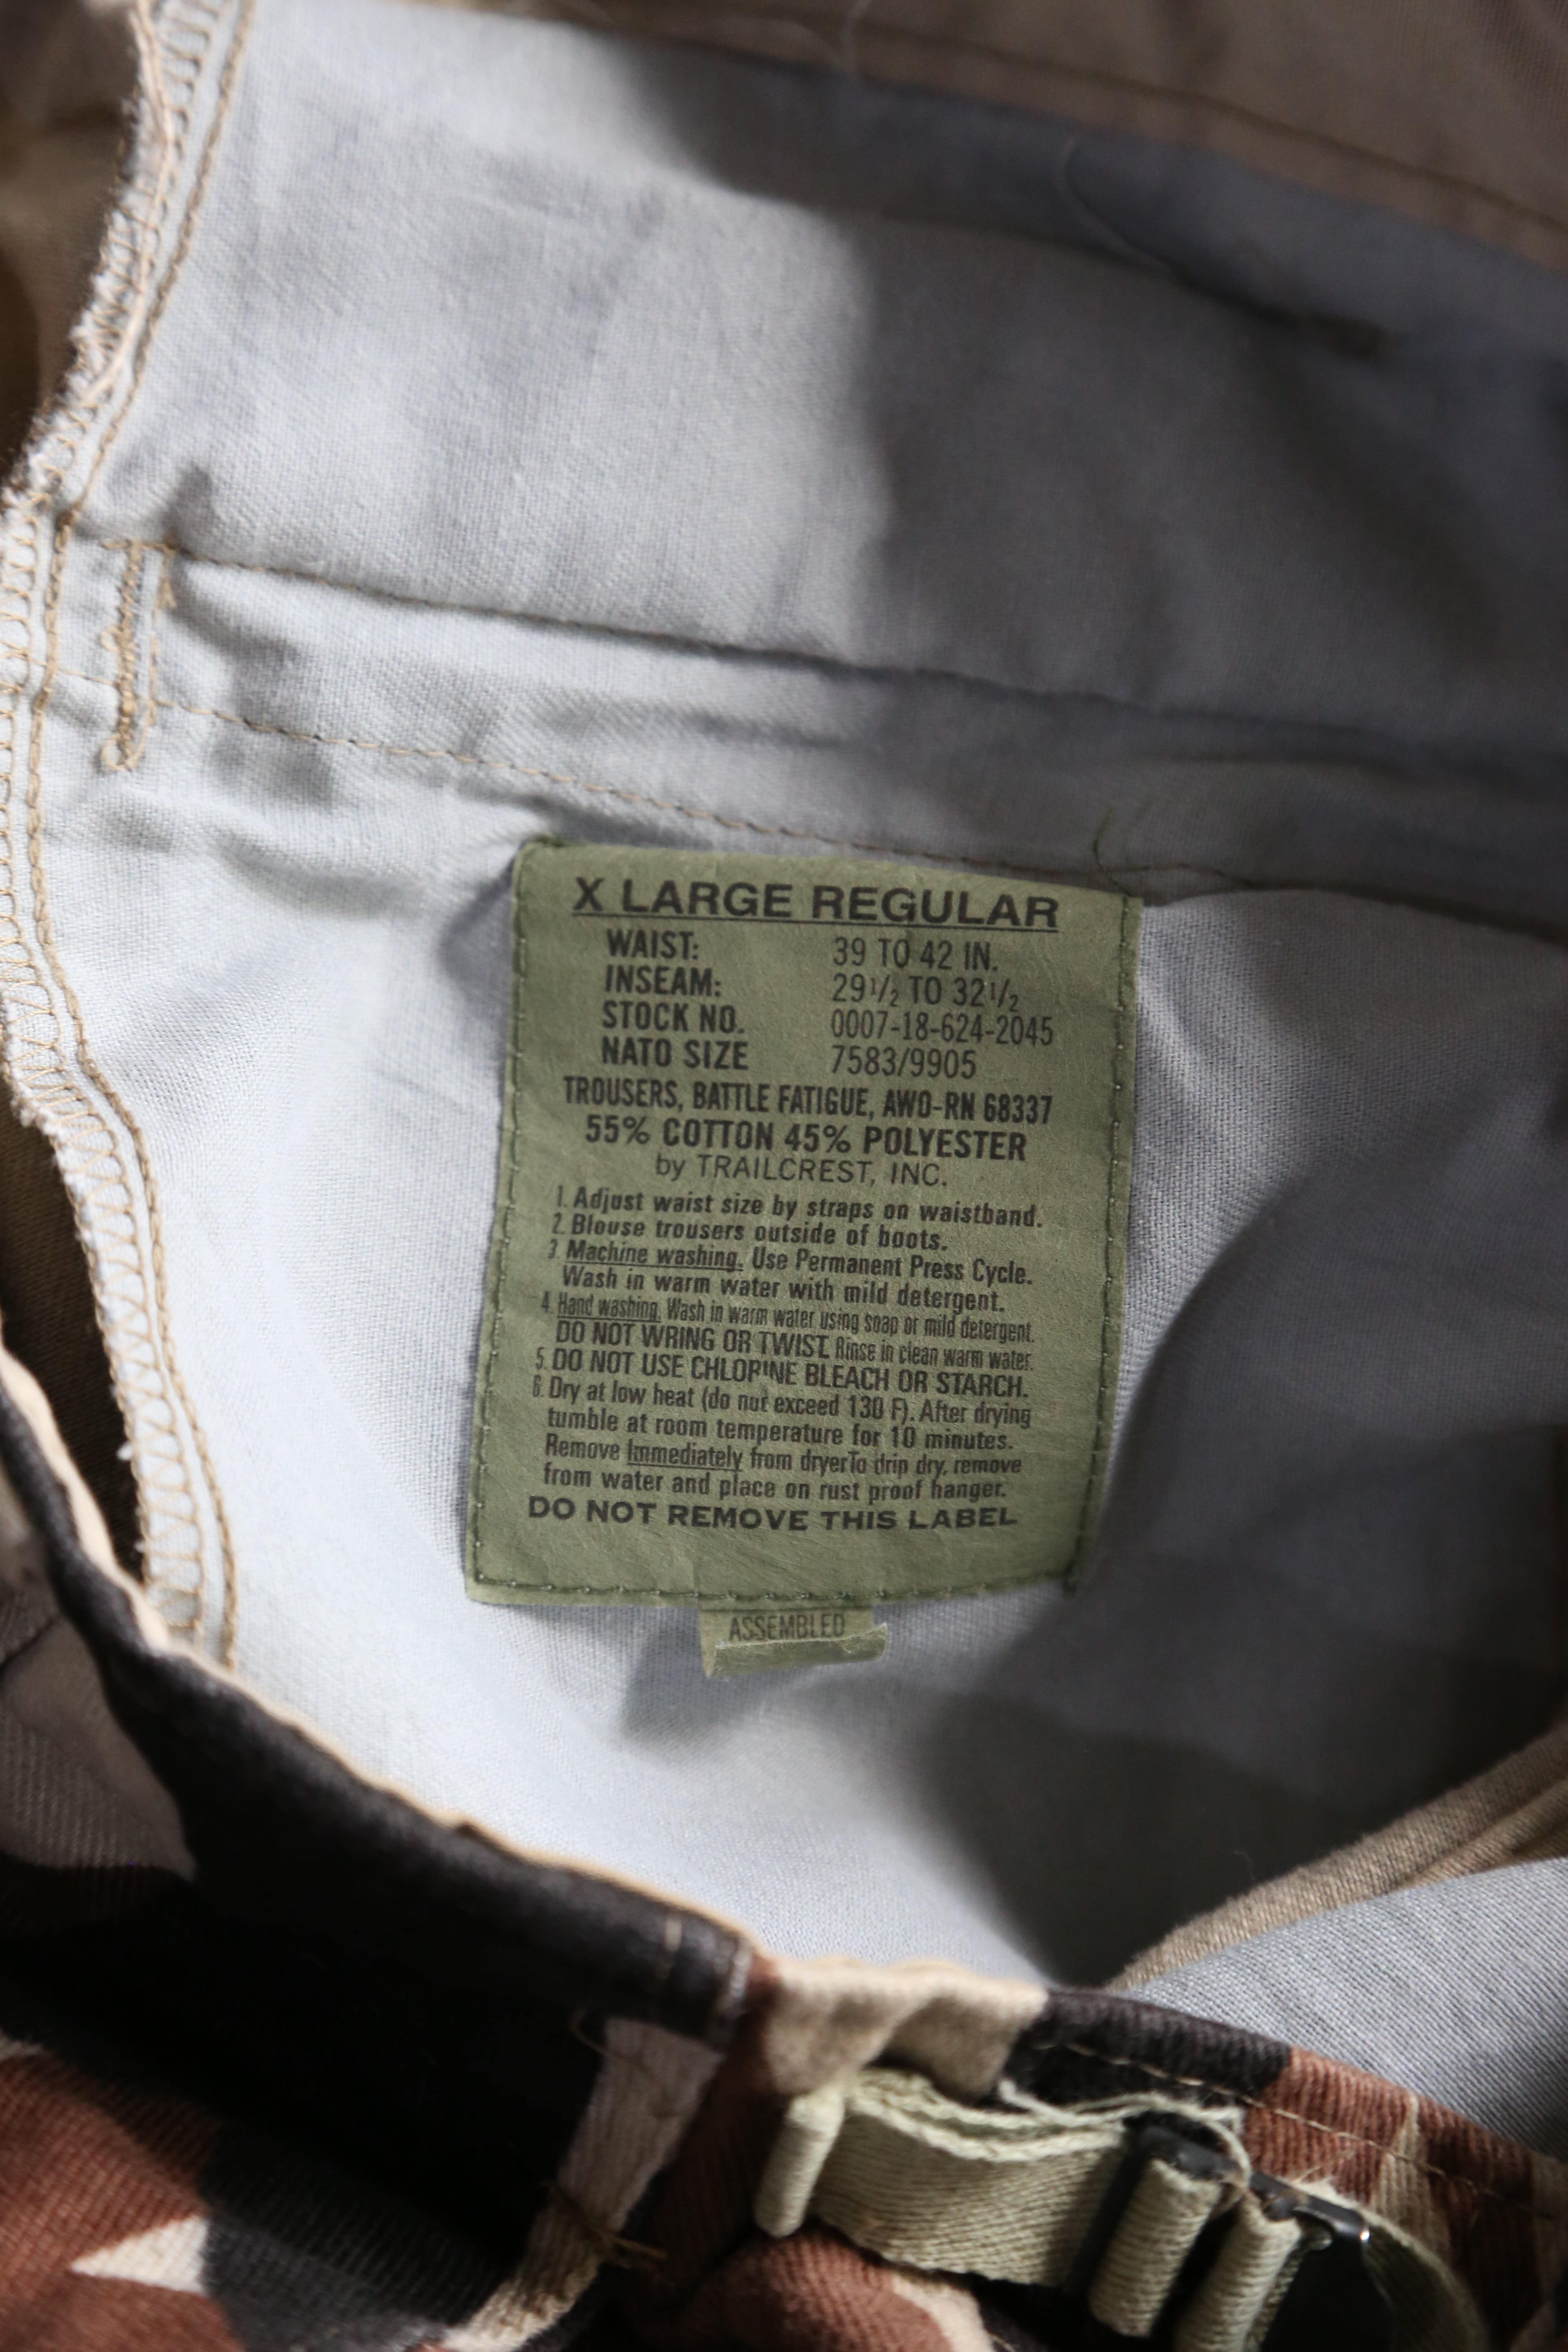 X LARGE REGULAR
WAIST: 39 TO 42 IN.
INSEAM: 29 1/2 TO 32 1/2
STOCK NO. 0007-18-624-2045
NATO SIZE 7583/9905
TROUSERS, BATTLE FATIGUE, AWO-RN 68337
55% COTTON 45% POLYESTER
by TRAILCREST, INC.
1. Adjust waist size by straps on waistband.
2. Blouse trousers outside of boots.
3. Machine washing. Use Permanent Press Cycle.
Wash in warm water with mild detergent.
4. Hand washing. Wash in warm water using soap or mild detergent.
DO NOT WRING OR TWIST. Rinse in clean warm water.
5. DO NOT USE CHLORINE BLEACH OR STARCH.
6. Dry at low heat (do not exceed 130 F). After drying
tumble at room temperature for 10 minutes.
Remove Immediately from dryer To drip dry, remove
from water and place on rust proof hanger.
DO NOT REMOVE THIS LABEL
ASSEMBLED